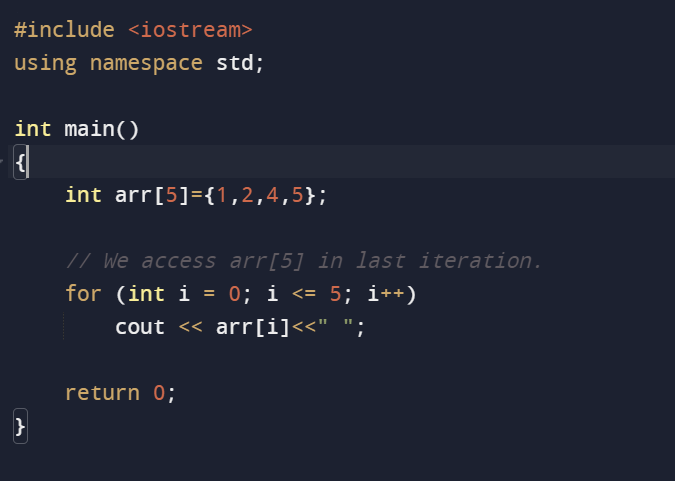 #include <iostream>
using namespace std;
int main()
{
int arr[5]={1,2,4,5};
// We access arr[5] in last iteration.
for (int i = 0; i <= 5; i++)
cout << arr[i]<<" ";
return 0;
}